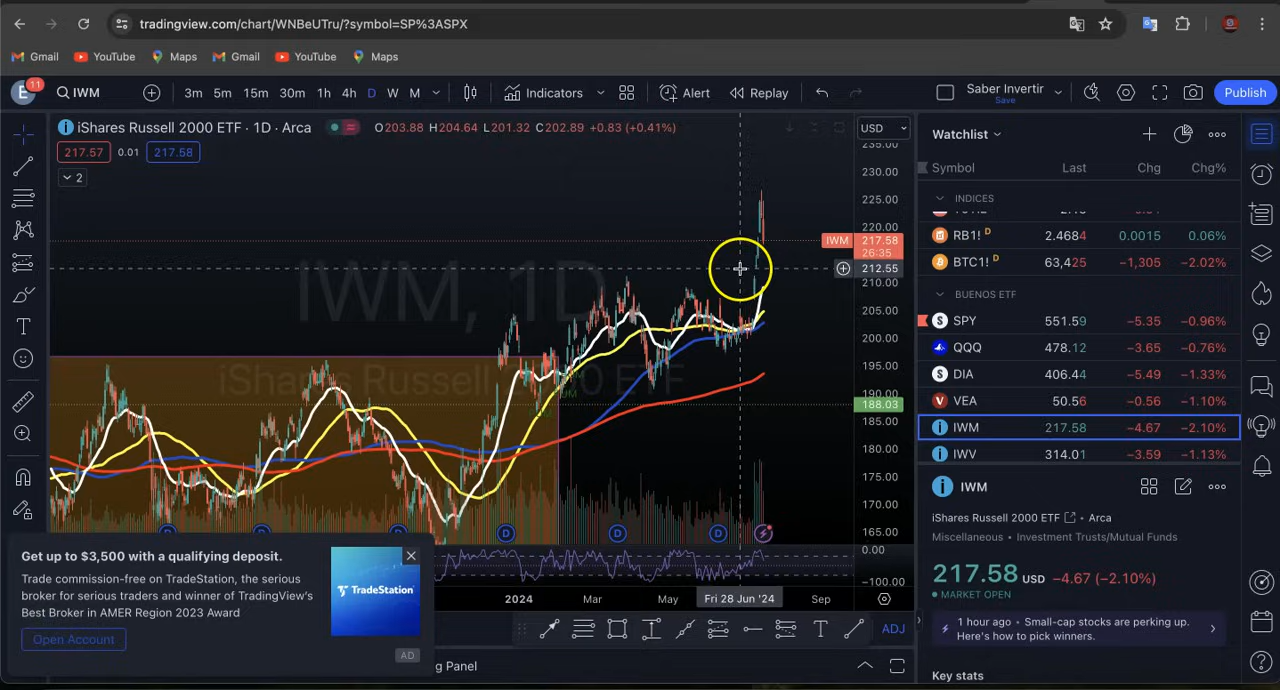 tradingview.com/chart/WNBeUTru/?symbol=SP%3ASPX
Gmail YouTube Maps Gmail YouTube Maps
E 11 IWM 3m 5m 15m 30m 1h 4h D W M Indicators Alert Replay Saber Invertir Save Publish
iShares Russell 2000 ETF · 1D · Arca O203.88 H204.64 L201.32 C202.89 +0.83 (+0.41%) USD
217.57 0.01 217.58
2
IWM, 1D
iShares Russell 2000 ETF
235.00
230.00
225.00
220.00
IWM 217.58
26:35
212.55
210.00
205.00
200.00
195.00
190.00
188.03
185.00
180.00
175.00
170.00
165.00
D D D D D D
0.00
−100.00
2024 Mar May Fri 28 Jun '24 Sep
ADJ
ng Panel
Get up to $3,500 with a qualifying deposit.
Trade commission-free on TradeStation, the serious
broker for serious traders and winner of TradingView's
Best Broker in AMER Region 2023 Award
Open Account
TradeStation
AD
Watchlist
Symbol Last Chg Chg%
INDICES
RB1! D 2.4684 0.0015 0.06%
BTC1! D 63,425 −1,305 −2.02%
BUENOS ETF
SPY 551.59 −5.35 −0.96%
QQQ 478.12 −3.65 −0.76%
DIA 406.44 −5.49 −1.33%
VEA 50.56 −0.56 −1.10%
IWM 217.58 −4.67 −2.10%
IWV 314.01 −3.59 −1.13%
IWM
iShares Russell 2000 ETF • Arca
Miscellaneous • Investment Trusts/Mutual Funds
217.58 USD −4.67 (−2.10%)
MARKET OPEN
1 hour ago • Small-cap stocks are perking up.
Here's how to pick winners.
Key stats